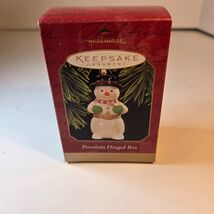 Hallmark
KEEPSAKE
ORNAMENT
Porcelain Hinged Box